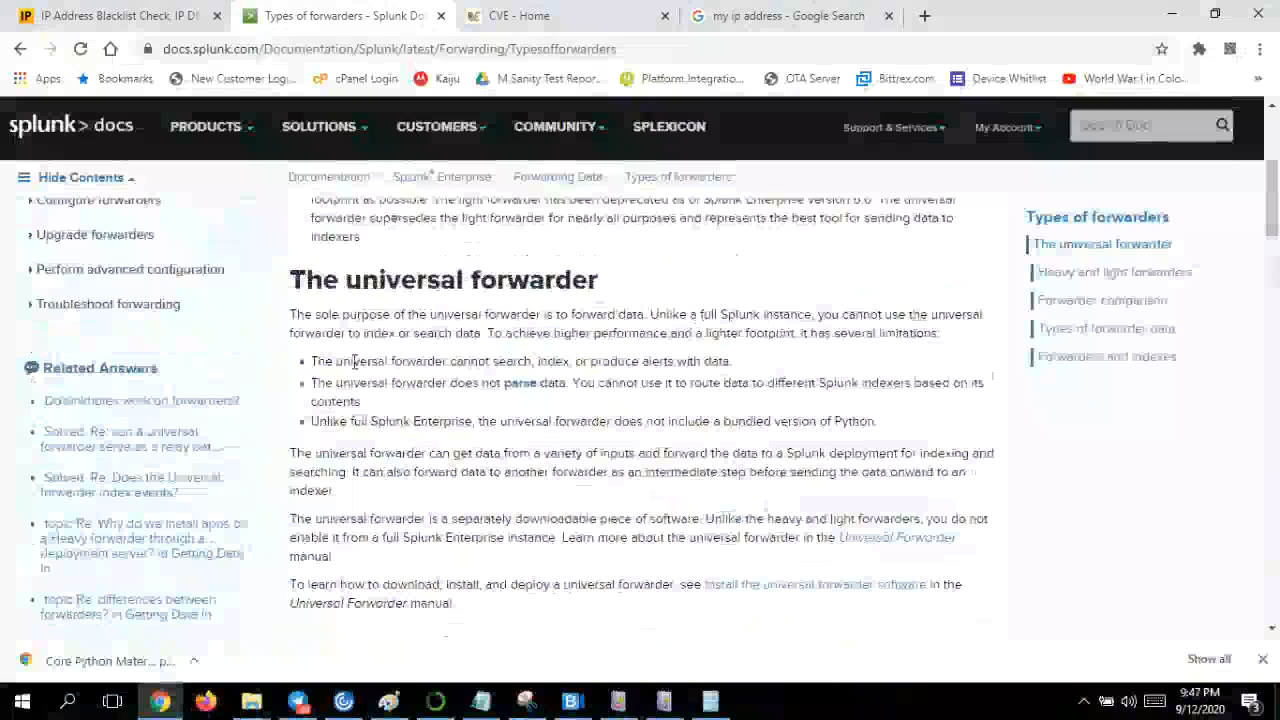 IP Address Blacklist Check, IP D
Types of forwarders - Splunk Do
CVE - Home
my ip address - Google Search
docs.splunk.com/Documentation/Splunk/latest/Forwarding/Typesofforwarders
Apps
Bookmarks
New Customer Log...
cPanel Login
Kaiju
M.Sanity Test Repor...
Platform Integratio...
OTA Server
Bittrex.com
Device Whitlist
World War I in Colo...
splunk> docs
PRODUCTS
SOLUTIONS
CUSTOMERS
COMMUNITY
SPLEXICON
Support & Services
My Account
Search Doc
Hide Contents
Documentation
Splunk® Enterprise
Forwarding Data
Types of forwarders
Configure forwarders
Upgrade forwarders
Perform advanced configuration
Troubleshoot forwarding
Related Answers
forwarders?
Solved: Re: can a universal
forwarder serve as a relay bet...
Solved: Re: Does the Universal
forwarder index events?
topic Re: Why do we install apps on
a Heavy forwarder through a ...
deployment server? in Getting Data
In
topic Re: differences between
forwarders? in Getting Data In
footprint as possible. The light forwarder has been deprecated as of Splunk Enterprise version 6.0. The universal
forwarder supersedes the light forwarder for nearly all purposes and represents the best tool for sending data to
indexers.
The universal forwarder
The sole purpose of the universal forwarder is to forward data. Unlike a full Splunk instance, you cannot use the universal
forwarder to index or search data. To achieve higher performance and a lighter footprint, it has several limitations:
The universal forwarder cannot search, index, or produce alerts with data.
The universal forwarder does not parse data. You cannot use it to route data to different Splunk indexers based on its
contents.
Unlike full Splunk Enterprise, the universal forwarder does not include a bundled version of Python.
The universal forwarder can get data from a variety of inputs and forward the data to a Splunk deployment for indexing and
searching. It can also forward data to another forwarder as an intermediate step before sending the data onward to an
indexer.
The universal forwarder is a separately downloadable piece of software. Unlike the heavy and light forwarders, you do not
enable it from a full Splunk Enterprise instance. Learn more about the universal forwarder in the Universal Forwarder
manual.
To learn how to download, install, and deploy a universal forwarder, see Install the universal forwarder software in the
Universal Forwarder manual.
Types of forwarders
The universal forwarder
Heavy and light forwarders
Forwarder comparison
Types of forwarder data
Forwarders and indexes
Core Python Mater... p...
Show all
9:47 PM
9/12/2020
3